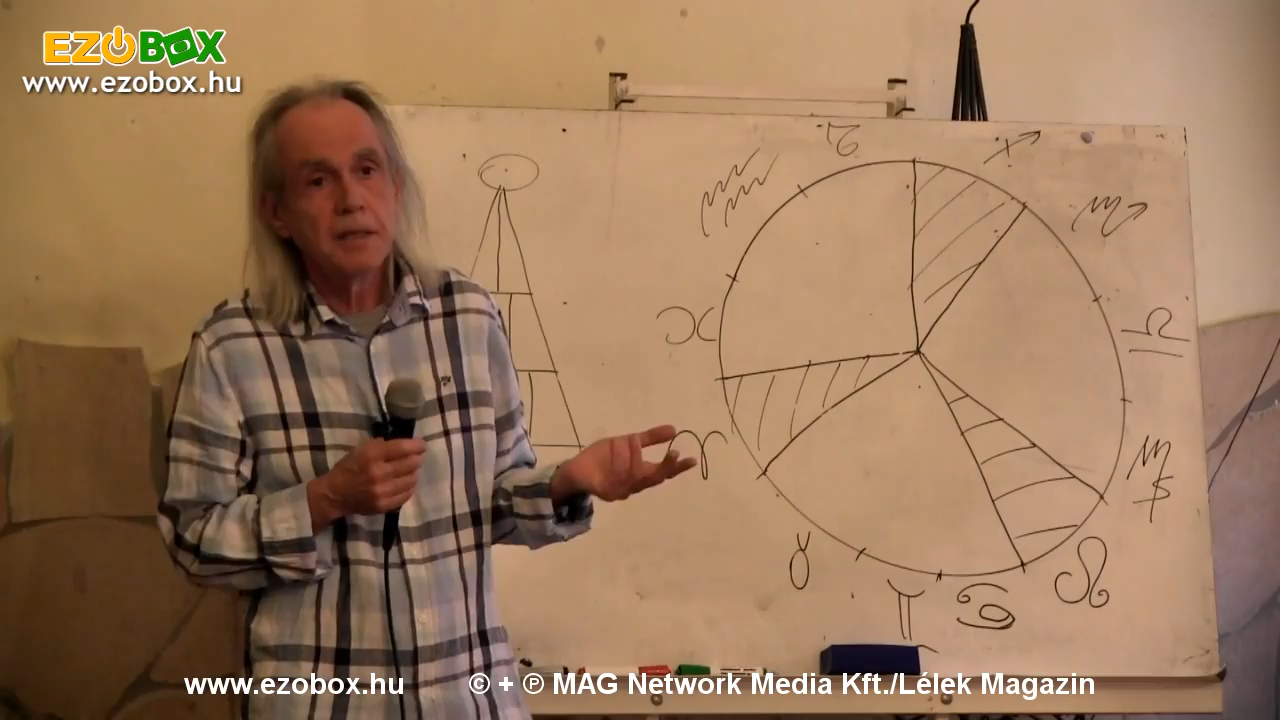 EZOBOX
www.ezobox.hu
♑ ♐
♒ ♏
♓ ♎
♈ ♍
♉ ♊ ♋ ♌
www.ezobox.hu © + ℗ MAG Network Media Kft./Lélek Magazin